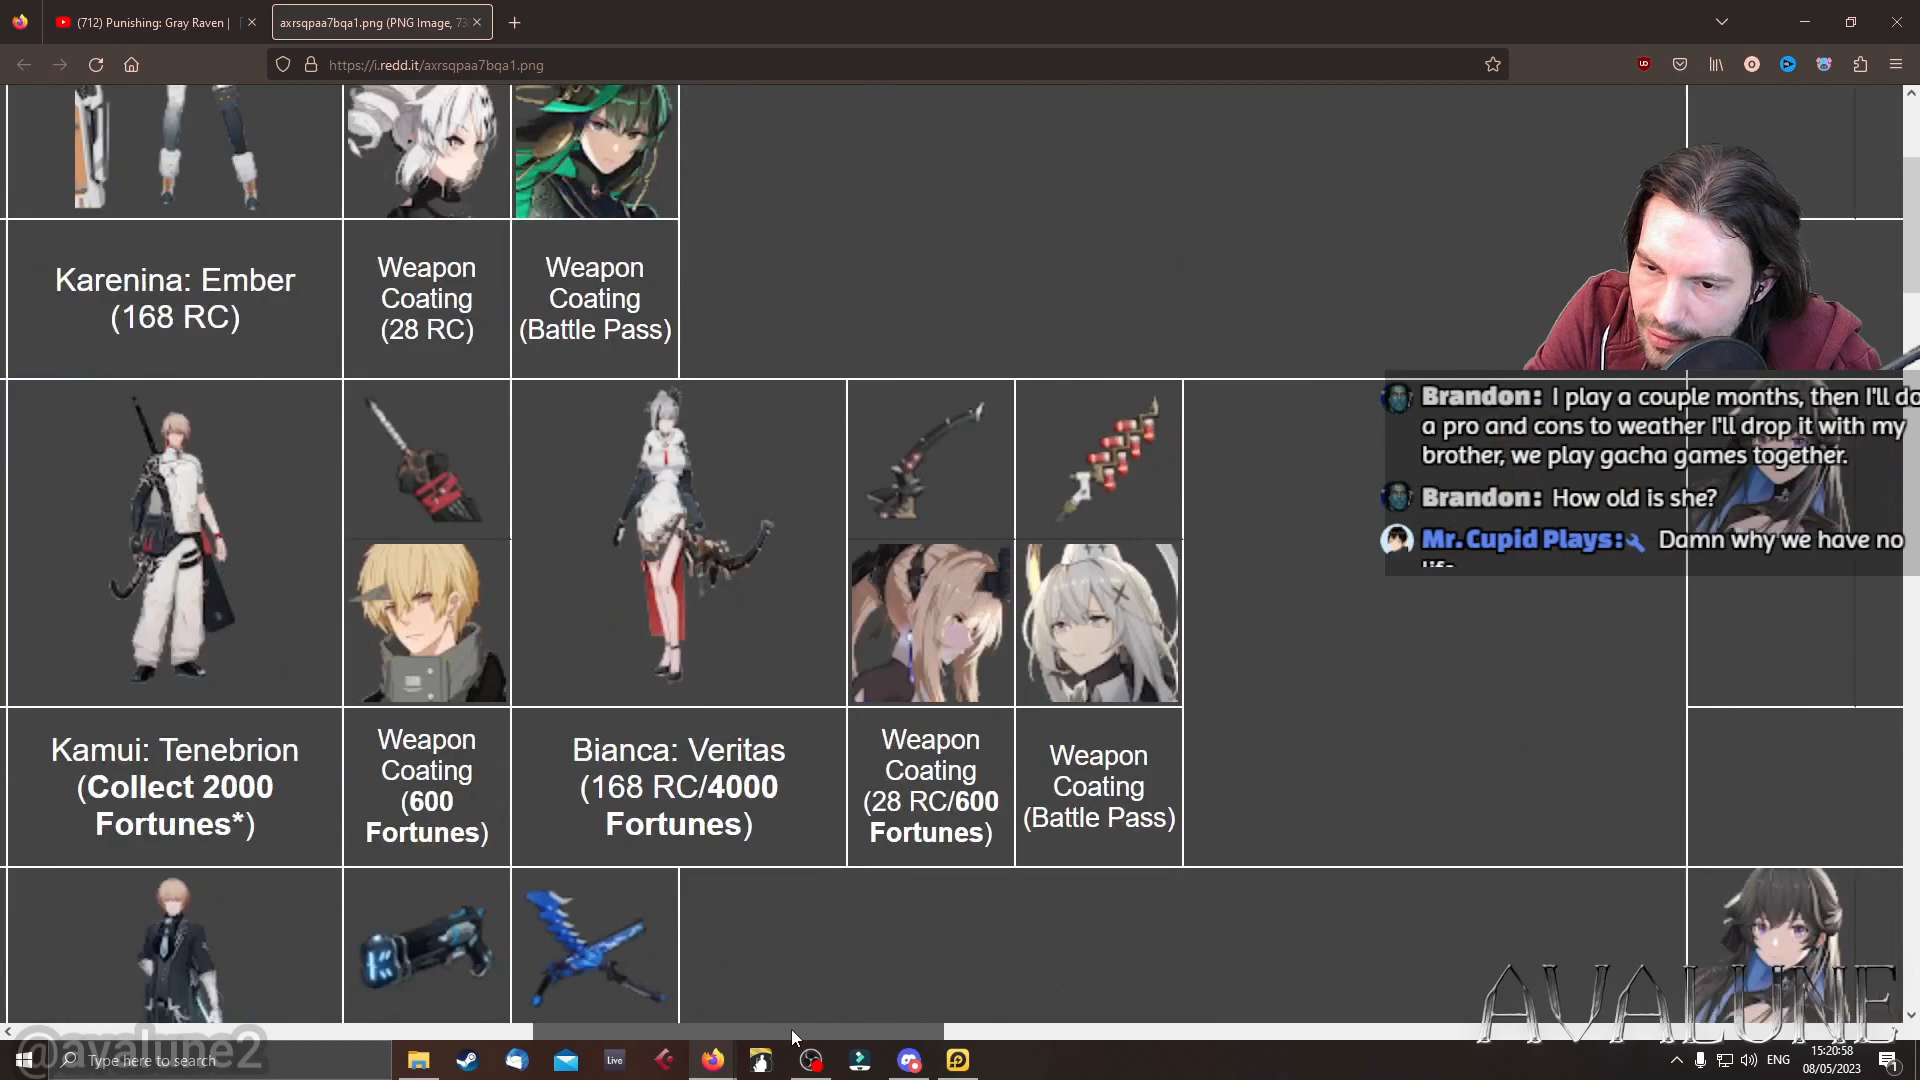 (712) Punishing: Gray Raven |
axrsqpaa7bqa1.png (PNG Image, 73
https://i.redd.it/axrsqpaa7bqa1.png
Karenina: Ember
(168 RC)
Weapon
Coating
(28 RC)
Weapon
Coating
(Battle Pass)
Brandon: I play a couple months, then I'll do
a pro and cons to weather I'll drop it with my
brother, we play gacha games together.
Brandon: How old is she?
Mr.Cupid Plays: Damn why we have no
life
Kamui: Tenebrion
(Collect 2000
Fortunes*)
Weapon
Coating
(600
Fortunes)
Bianca: Veritas
(168 RC/4000
Fortunes)
Weapon
Coating
(28 RC/600
Fortunes)
Weapon
Coating
(Battle Pass)
AVALUNE
@avalune2
Type here to search
Live
ENG
15:20:58
08/05/2023
1